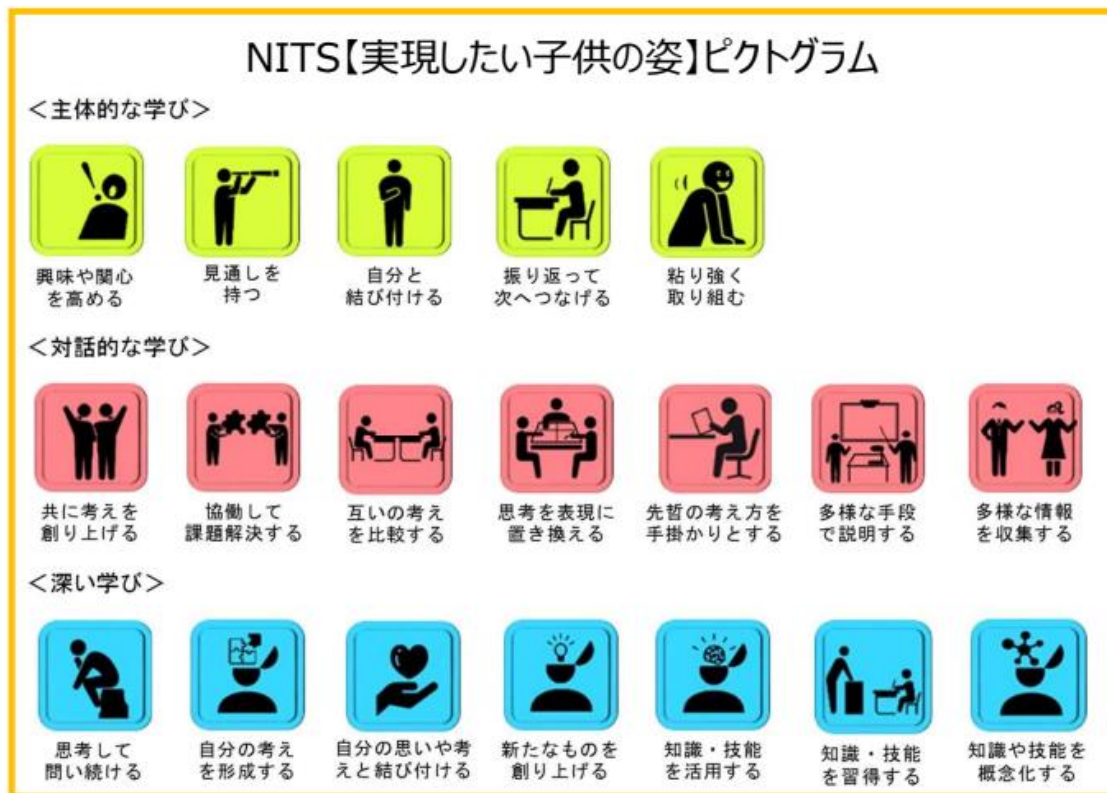 NITS【実現したい子供の姿】ピクトグラム
＜主体的な学び＞
興味や関心
を高める
見通しを
持つ
自分と
結び付ける
振り返って
次へつなげる
粘り強く
取り組む
＜対話的な学び＞
共に考えを
創り上げる
協働して
課題解決する
互いの考え
を比較する
思考を表現に
置き換える
先哲の考え方を
手掛かりとする
多様な手段
で説明する
多様な情報
を収集する
＜深い学び＞
思考して
問い続ける
自分の考え
を形成する
自分の思いや考
えと結び付ける
新たなものを
創り上げる
知識・技能
を活用する
知識・技能
を習得する
知識や技能を
概念化する